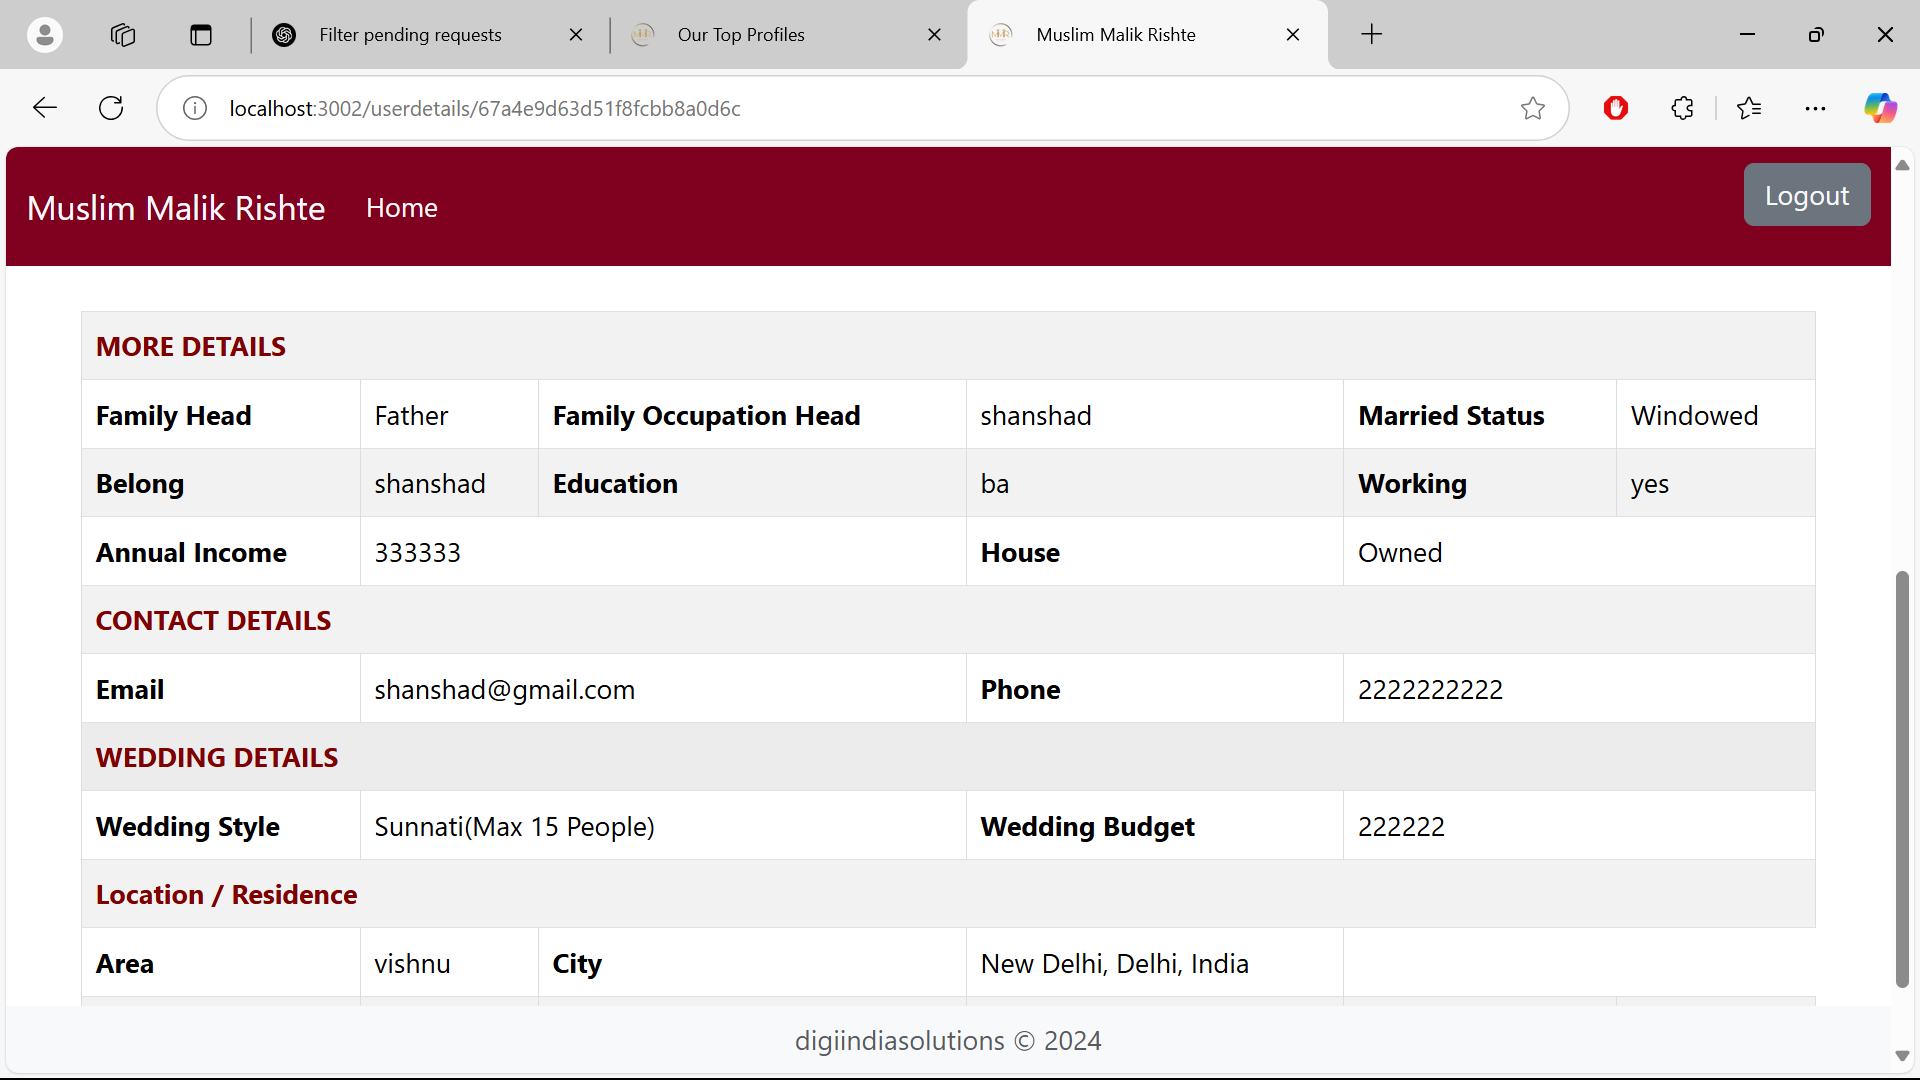 Filter pending requests
Our Top Profiles
Muslim Malik Rishte
localhost:3002/userdetails/67a4e9d63d51f8fcbb8a0d6c
Muslim Malik Rishte Home Logout
MORE DETAILS
Family Head Father Family Occupation Head shanshad Married Status Windowed
Belong shanshad Education ba Working yes
Annual Income 333333 House Owned
CONTACT DETAILS
Email shanshad@gmail.com Phone 2222222222
WEDDING DETAILS
Wedding Style Sunnati(Max 15 People) Wedding Budget 222222
Location / Residence
Area vishnu City New Delhi, Delhi, India
digiindiasolutions © 2024